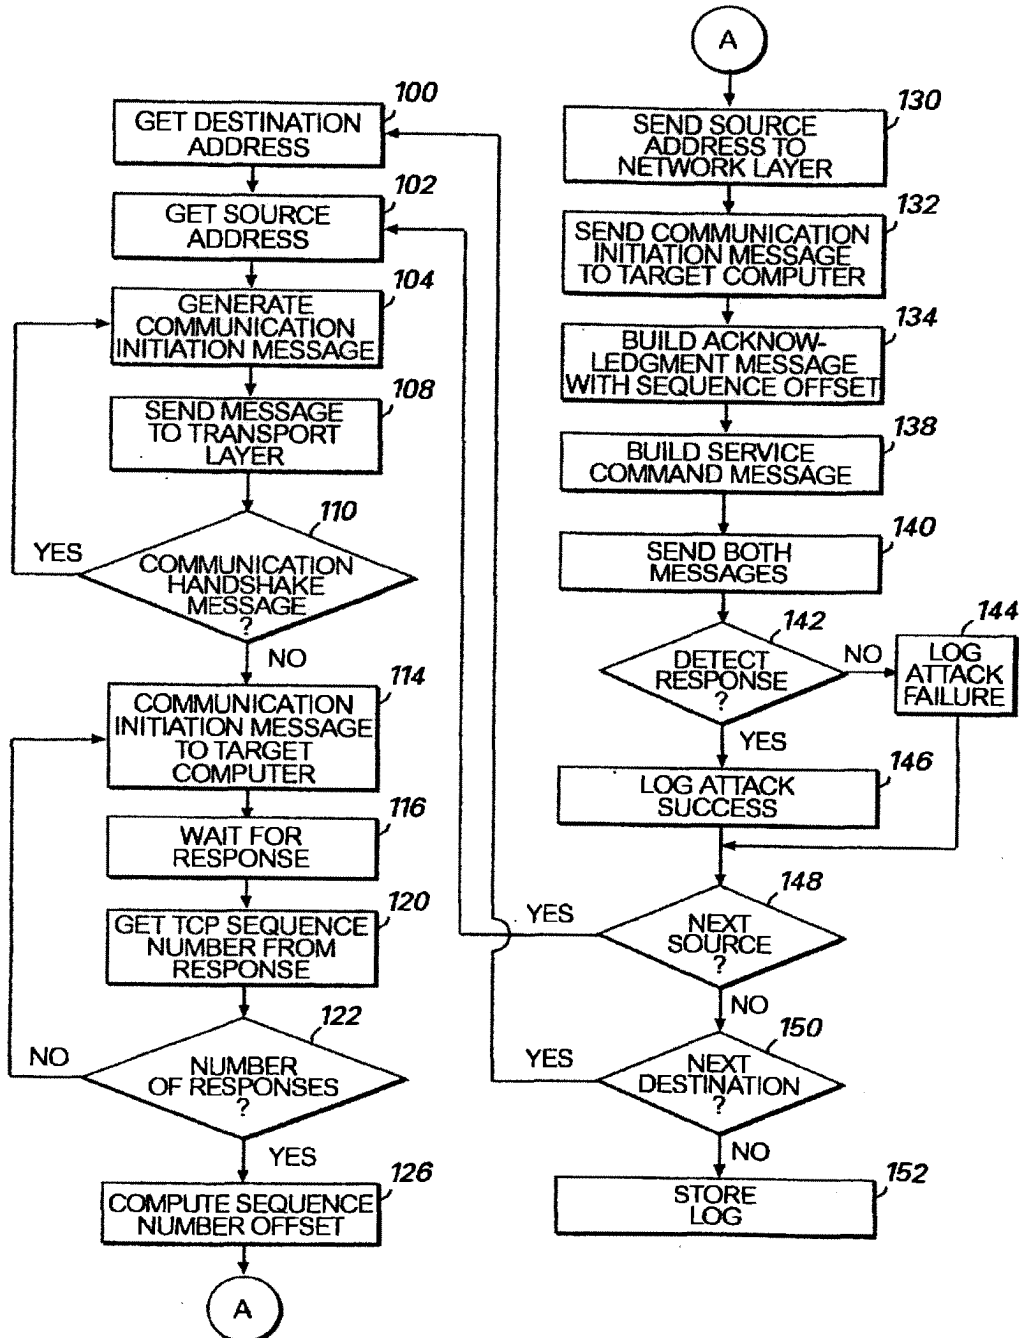 100
GET DESTINATION
ADDRESS
102
GET SOURCE
ADDRESS
104
GENERATE
COMMUNICATION
INITIATION MESSAGE
108
SEND MESSAGE
TO TRANSPORT
LAYER
110
YES
COMMUNICATION
HANDSHAKE
MESSAGE
?
NO
114
COMMUNICATION
INITIATION MESSAGE
TO TARGET
COMPUTER
116
WAIT FOR
RESPONSE
120
GET TCP SEQUENCE
NUMBER FROM
RESPONSE
122
NO
NUMBER
OF RESPONSES
?
YES
126
COMPUTE SEQUENCE
NUMBER OFFSET
A
A
130
SEND SOURCE
ADDRESS TO
NETWORK LAYER
132
SEND COMMUNICATION
INITIATION MESSAGE
TO TARGET COMPUTER
134
BUILD ACKNOW-
LEDGMENT MESSAGE
WITH SEQUENCE OFFSET
138
BUILD SERVICE
COMMAND MESSAGE
140
SEND BOTH
MESSAGES
142
DETECT
RESPONSE
?
NO
144
LOG
ATTACK
FAILURE
YES
146
LOG ATTACK
SUCCESS
148
YES
NEXT
SOURCE
?
NO
150
YES
NEXT
DESTINATION
?
NO
152
STORE
LOG